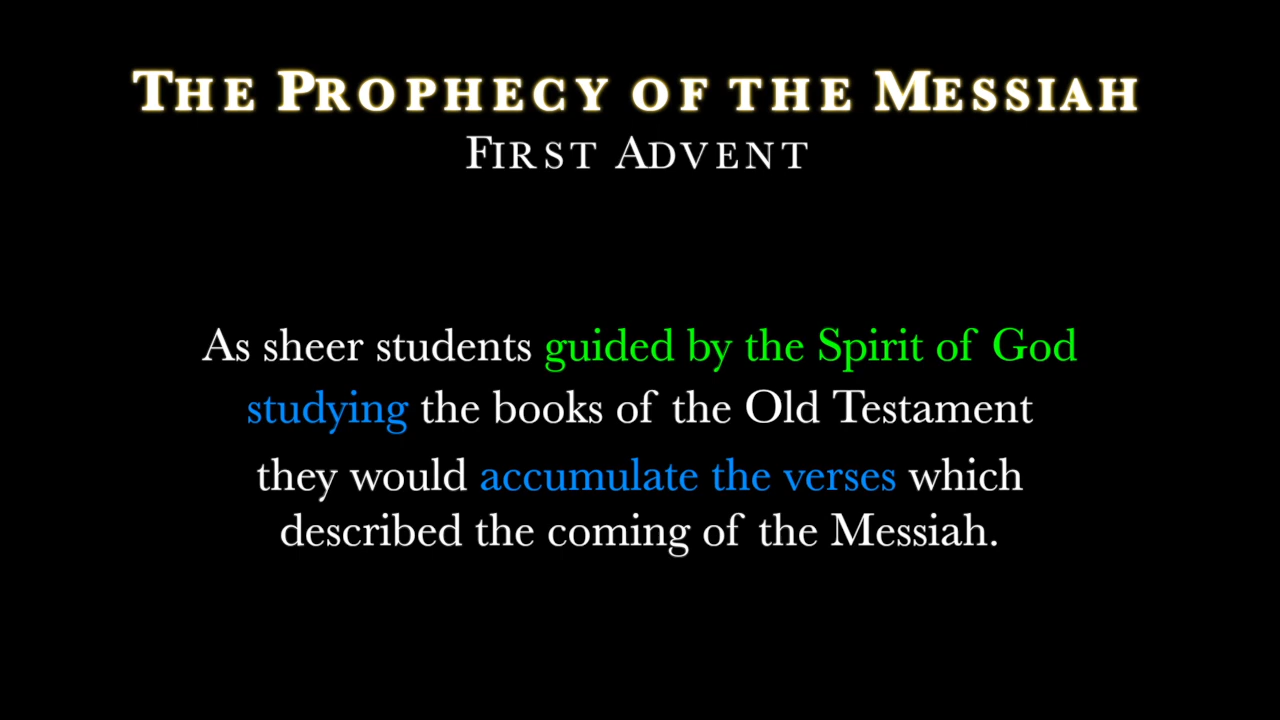 The Prophecy of the Messiah
First Advent
As sheer students guided by the Spirit of God
studying the books of the Old Testament
they would accumulate the verses which
described the coming of the Messiah.